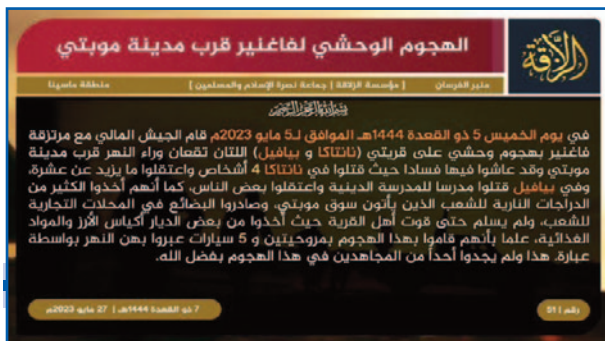 الزلاقة
الهجوم الوحشي لفاغنير قرب مدينة موبتي
منبر الفرسان
[ مؤسسة الزلاقة | جماعة نصرة الإسلام والمسلمين ]
منطقة ماسينا
بسم الله الرحمن الرحيم
في يوم الخميس 5 ذو القعدة 1444هـ الموافق لـ5 مايو 2023م قام الجيش المالي مع مرتزقة
فاغنير بهجوم وحشي على قريتي (نانتاكا و بيافيل) اللتان تقعان وراء النهر قرب مدينة
موبتي وقد عاشوا فيها فسادا حيث قتلوا في نانتاكا 4 أشخاص واعتقلوا ما يزيد عن عشرة،
وفي بيافيل قتلوا مدرسا للمدرسة الدينية واعتقلوا بعض الناس، كما أنهم أخذوا الكثير من
الدراجات النارية للشعب الذين يأتون سوق موبتي، وصادروا البضائع في المحلات التجارية
للشعب، ولم يسلم حتى قوت أهل القرية حيث أخذوا من بعض الديار أكياس الأرز والمواد
الغذائية، علما بأنهم قاموا بهذا الهجوم بمروحيتين و 5 سيارات عبروا بهن النهر بواسطة
عبارة. هذا ولم يجدوا أحداً من المجاهدين في هذا الهجوم بفضل الله.
رقم | 51
7 ذو القعدة 1444هـ | 27 مايو 2023م